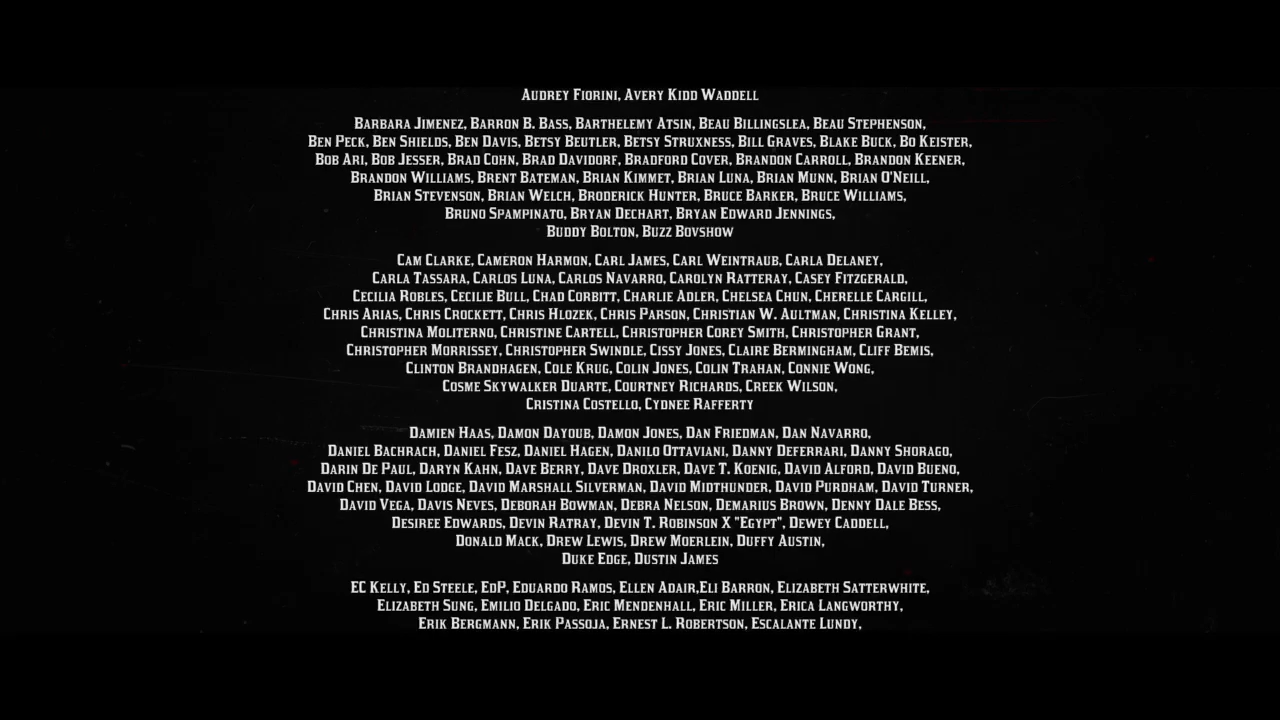 Audrey Fiorini, Avery Kidd Waddell
Barbara Jimenez, Barron B. Bass, Barthelemy Atsin, Beau Billingslea, Beau Stephenson,
Ben Peck, Ben Shields, Ben Davis, Betsy Beutler, Betsy Struxness, Bill Graves, Blake Buck, Bo Keister,
Bob Ari, Bob Jesser, Brad Cohn, Brad Davidorf, Bradford Cover, Brandon Carroll, Brandon Keener,
Brandon Williams, Brent Bateman, Brian Kimmet, Brian Luna, Brian Munn, Brian O'Neill,
Brian Stevenson, Brian Welch, Broderick Hunter, Bruce Barker, Bruce Williams,
Bruno Spampinato, Bryan Dechart, Bryan Edward Jennings,
Buddy Bolton, Buzz Bovshow
Cam Clarke, Cameron Harmon, Carl James, Carl Weintraub, Carla Delaney,
Carla Tassara, Carlos Luna, Carlos Navarro, Carolyn Ratteray, Casey Fitzgerald,
Cecilia Robles, Cecilie Bull, Chad Corbitt, Charlie Adler, Chelsea Chun, Cherelle Cargill,
Chris Arias, Chris Crockett, Chris Hlozek, Chris Parson, Christian W. Aultman, Christina Kelley,
Christina Moliterno, Christine Cartell, Christopher Corey Smith, Christopher Grant,
Christopher Morrissey, Christopher Swindle, Cissy Jones, Claire Bermingham, Cliff Bemis,
Clinton Brandhagen, Cole Krug, Colin Jones, Colin Trahan, Connie Wong,
Cosme Skywalker Duarte, Courtney Richards, Creek Wilson,
Cristina Costello, Cydnee Rafferty
Damien Haas, Damon Dayoub, Damon Jones, Dan Friedman, Dan Navarro,
Daniel Bachrach, Daniel Fesz, Daniel Hagen, Danilo Ottaviani, Danny Deferrari, Danny Shorago,
Darin De Paul, Daryn Kahn, Dave Berry, Dave Droxler, Dave T. Koenig, David Alford, David Bueno,
David Chen, David Lodge, David Marshall Silverman, David Midthunder, David Purdham, David Turner,
David Vega, Davis Neves, Deborah Bowman, Debra Nelson, Demarius Brown, Denny Dale Bess,
Desiree Edwards, Devin Ratray, Devin T. Robinson X "Egypt", Dewey Caddell,
Donald Mack, Drew Lewis, Drew Moerlein, Duffy Austin,
Duke Edge, Dustin James
EC Kelly, Ed Steele, EdP, Eduardo Ramos, Ellen Adair,Eli Barron, Elizabeth Satterwhite,
Elizabeth Sung, Emilio Delgado, Eric Mendenhall, Eric Miller, Erica Langworthy,
Erik Bergmann, Erik Passoja, Ernest L. Robertson, Escalante Lundy,